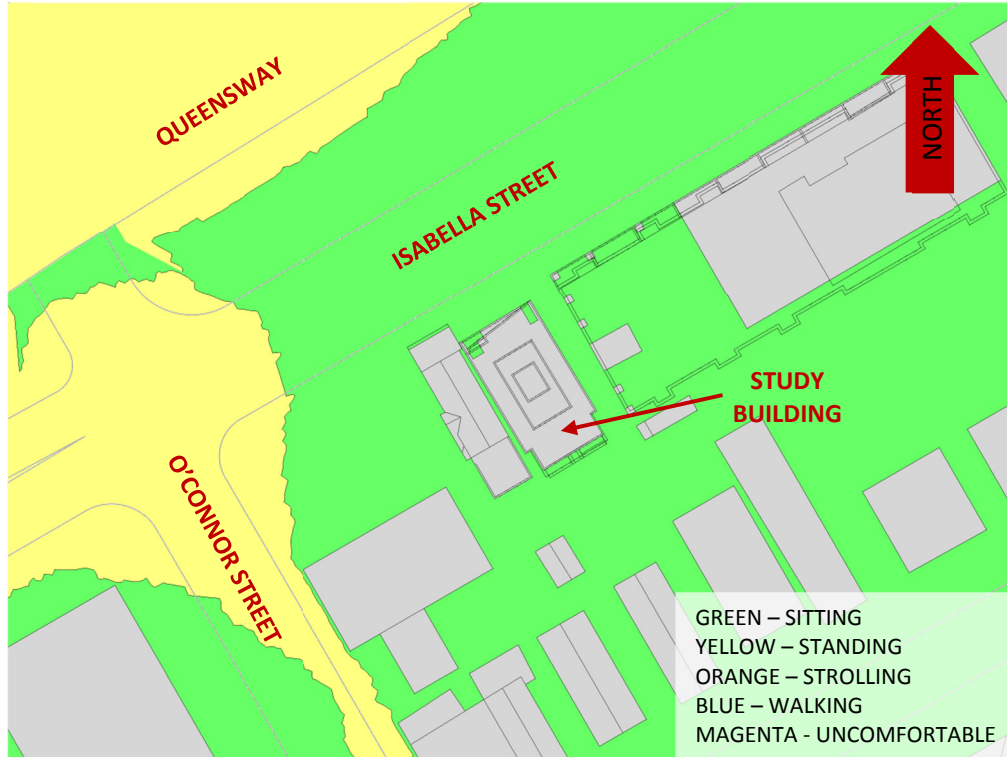 QUEENSWAY
NORTH
ISABELLA STREET
STUDY
BUILDING
O'CONNOR STREET
GREEN – SITTING
YELLOW – STANDING
ORANGE – STROLLING
BLUE – WALKING
MAGENTA - UNCOMFORTABLE